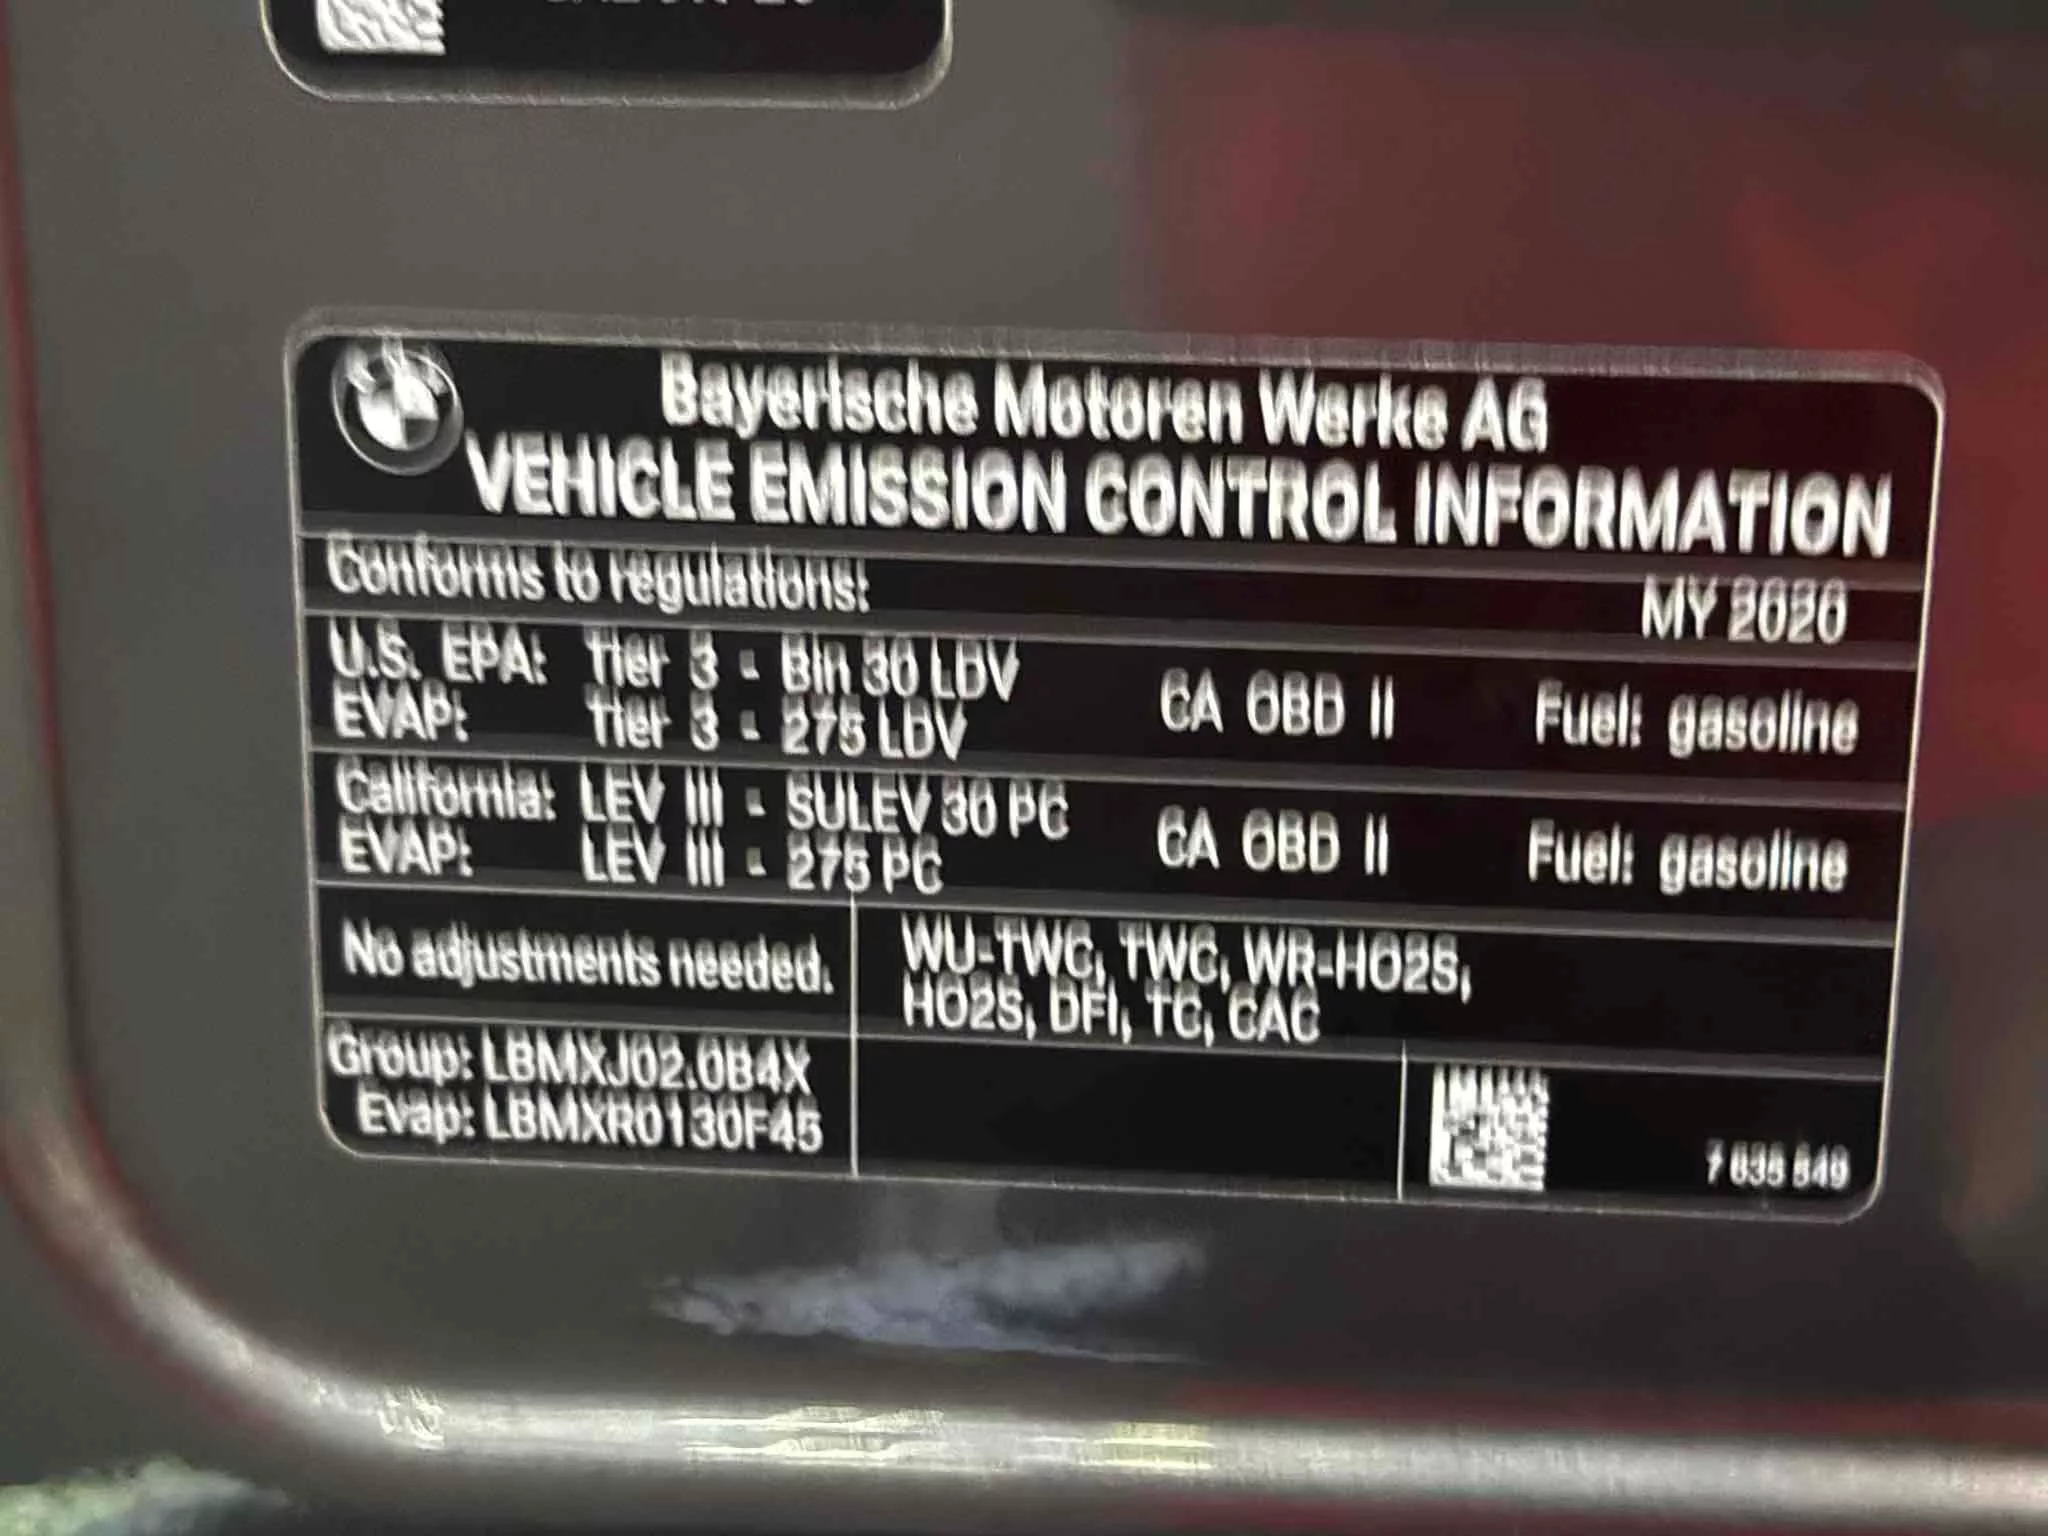 Bayerische Motoren Werke AG
VEHICLE EMISSION CONTROL INFORMATION
Conforms to regulations: MY 2020
U.S. EPA: Tier 3 - Bin 30 LDV
EVAP: Tier 3 - 275 LDV
CA OBD II Fuel: gasoline
California: LEV III - SULEV 30 PC
EVAP: LEV III - 275 PC
CA OBD II Fuel: gasoline
No adjustments needed.
WU-TWC, TWC, WR-HO2S,
HO2S, DFI, TC, CAC
Group: LBMXJ02.0B4X
Evap: LBMXR0130F45